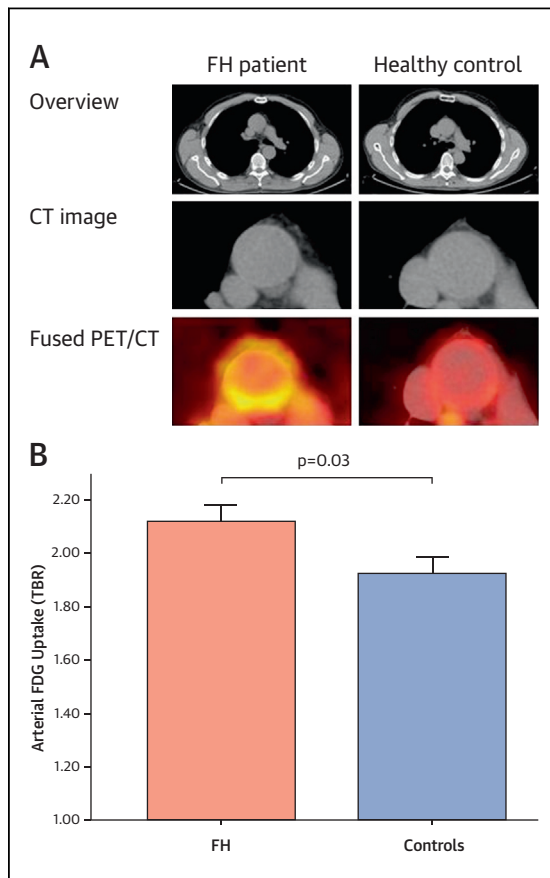 A
FH patient
Healthy control
Overview
CT image
Fused PET/CT
B
p=0.03
2.20
2.00
1.80
1.60
1.40
1.20
1.00
Arterial FDG Uptake (TBR)
FH
Controls